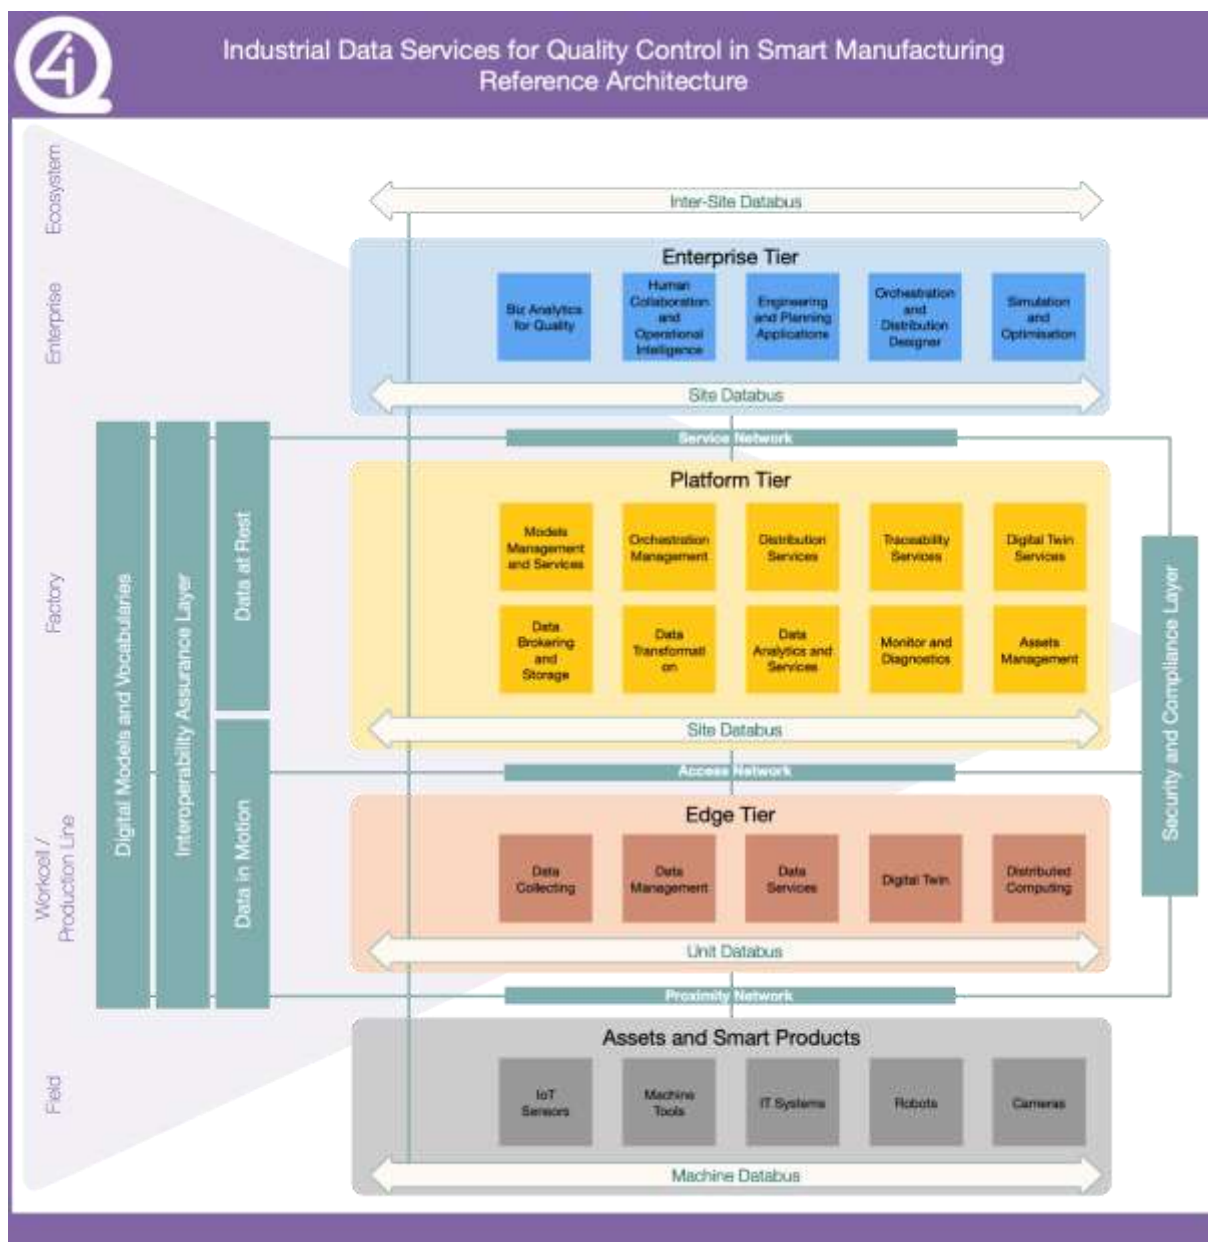 4i
Industrial Data Services for Quality Control in Smart Manufacturing
Reference Architecture
Ecosystem
Enterprise
Factory
Workcell /
Production Line
Field
Digital Models and Vocabularies
Interoperability Assurance Layer
Data at Rest
Data in Motion
Inter-Site Databus
Enterprise Tier
Biz Analytics
for Quality
Human
Collaboration
and
Operational
Intelligence
Engineering
and Planning
Applications
Orchestration
and
Distribution
Designer
Simulation
and
Optimisation
Site Databus
Service Network
Platform Tier
Models
Management
and Services
Orchestration
Management
Distribution
Services
Traceability
Services
Digital Twin
Services
Data
Brokering
and
Storage
Data
Transformati
on
Data
Analytics and
Services
Monitor and
Diagnostics
Assets
Management
Site Databus
Access Network
Edge Tier
Data
Collecting
Data
Management
Data
Services
Digital Twin
Distributed
Computing
Unit Databus
Proximity Network
Assets and Smart Products
IoT
Sensors
Machine
Tools
IT Systems
Robots
Cameras
Machine Databus
Security and Compliance Layer